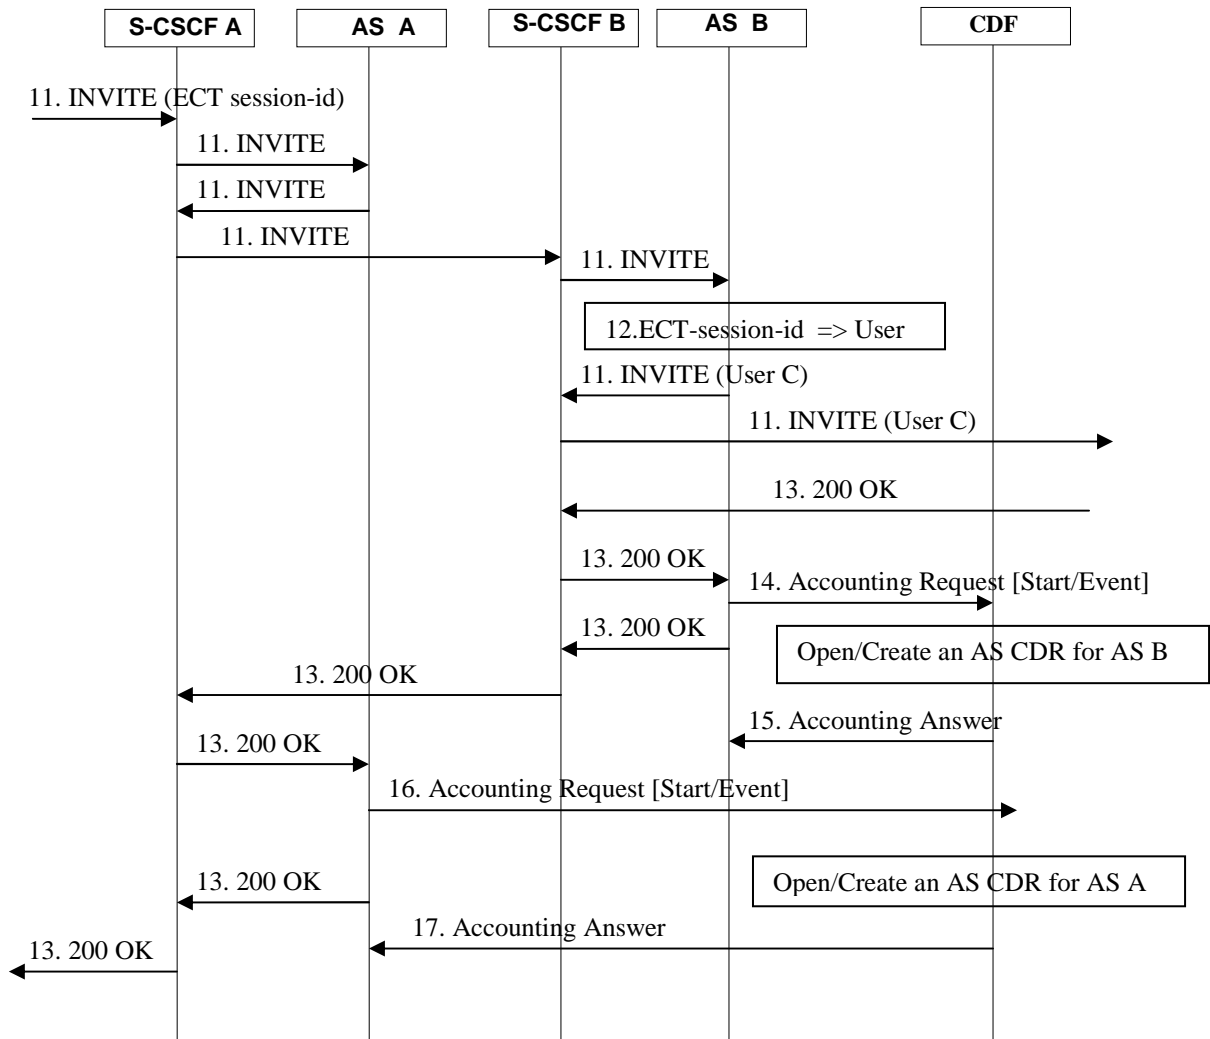 S-CSCF A
AS A
S-CSCF B
AS B
CDF
11. INVITE (ECT session-id)
11. INVITE
11. INVITE
11. INVITE
11. INVITE
12.ECT-session-id => User
11. INVITE (User C)
11. INVITE (User C)
13. 200 OK
13. 200 OK
14. Accounting Request [Start/Event]
13. 200 OK
Open/Create an AS CDR for AS B
13. 200 OK
15. Accounting Answer
13. 200 OK
16. Accounting Request [Start/Event]
13. 200 OK
Open/Create an AS CDR for AS A
17. Accounting Answer
13. 200 OK